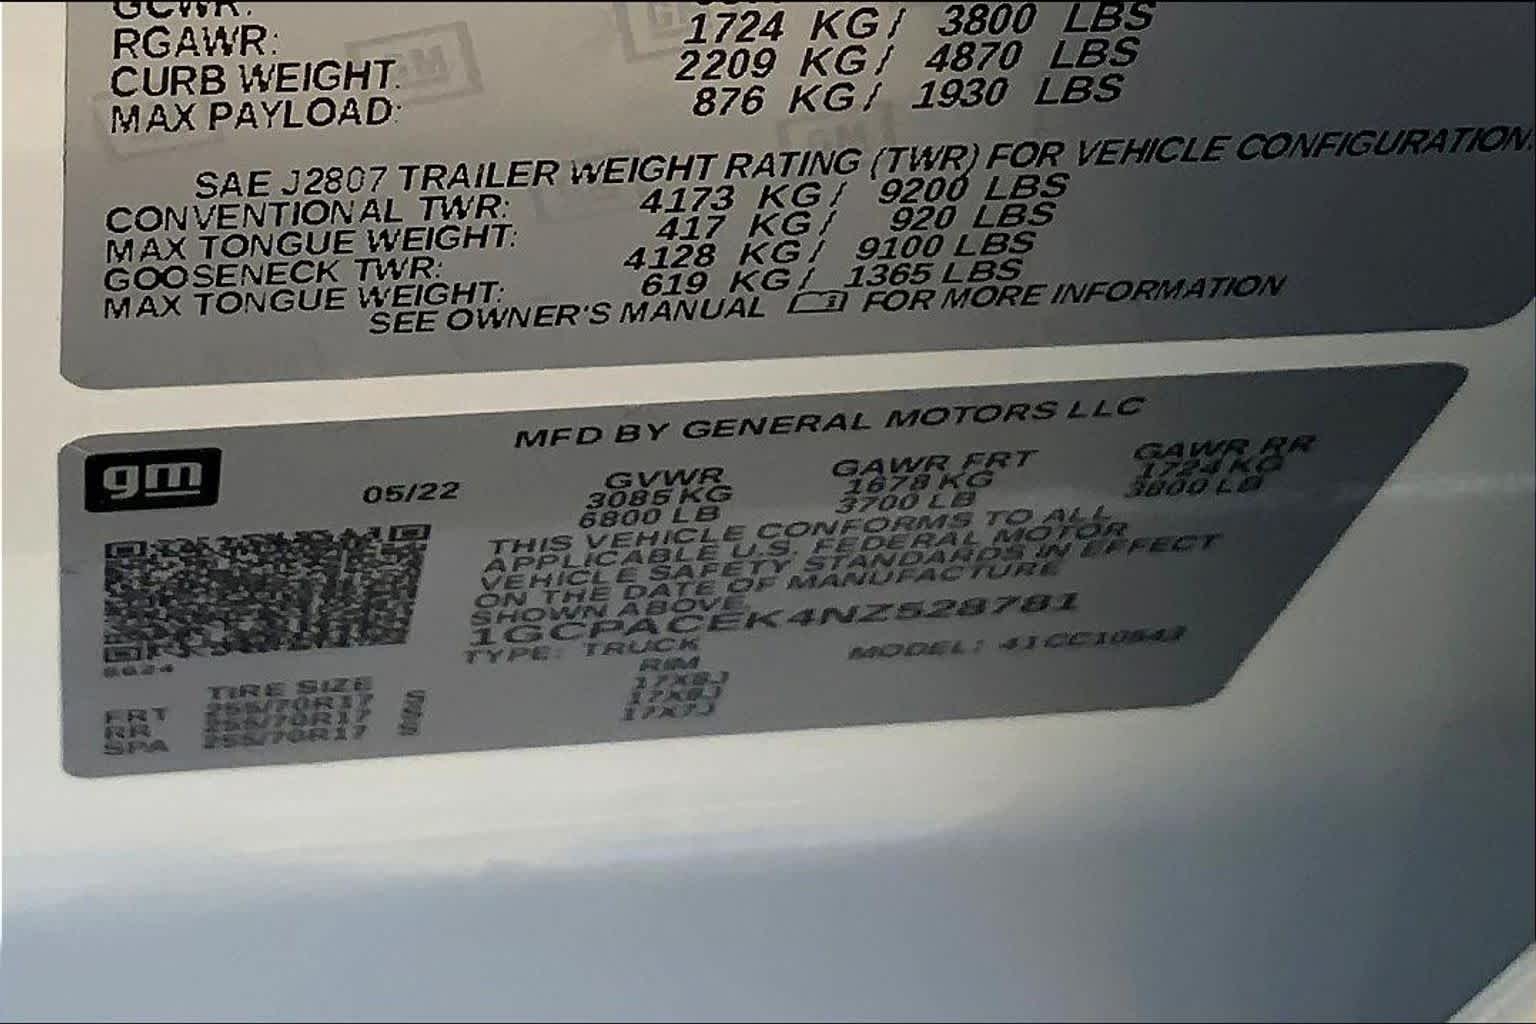 GCWR:
RGAWR: 1724 KG / 3800 LBS
CURB WEIGHT: 2209 KG / 4870 LBS
MAX PAYLOAD: 876 KG / 1930 LBS
SAE J2807 TRAILER WEIGHT RATING (TWR) FOR VEHICLE CONFIGURATION
CONVENTIONAL TWR: 4173 KG / 9200 LBS
MAX TONGUE WEIGHT: 417 KG / 920 LBS
GOOSENECK TWR: 4128 KG / 9100 LBS
MAX TONGUE WEIGHT: 619 KG / 1365 LBS
SEE OWNER'S MANUAL FOR MORE INFORMATION
MFD BY GENERAL MOTORS LLC
gm
05/22 GVWR GAWR FRT GAWR RR
3085 KG 1678 KG 1724 KG
6800 LB 3700 LB 3800 LB
THIS VEHICLE CONFORMS TO ALL
APPLICABLE U.S. FEDERAL MOTOR
VEHICLE SAFETY STANDARDS IN EFFECT
ON THE DATE OF MANUFACTURE
SHOWN ABOVE.
1GCPACEK4NZ528781
TYPE: TRUCK MODEL: 41CC10543
TIRE SIZE RIM
FRT 255/70R17 S 17X8J
RR 255/70R17 S 17X8J
SPA 255/70R17 S 17X7J